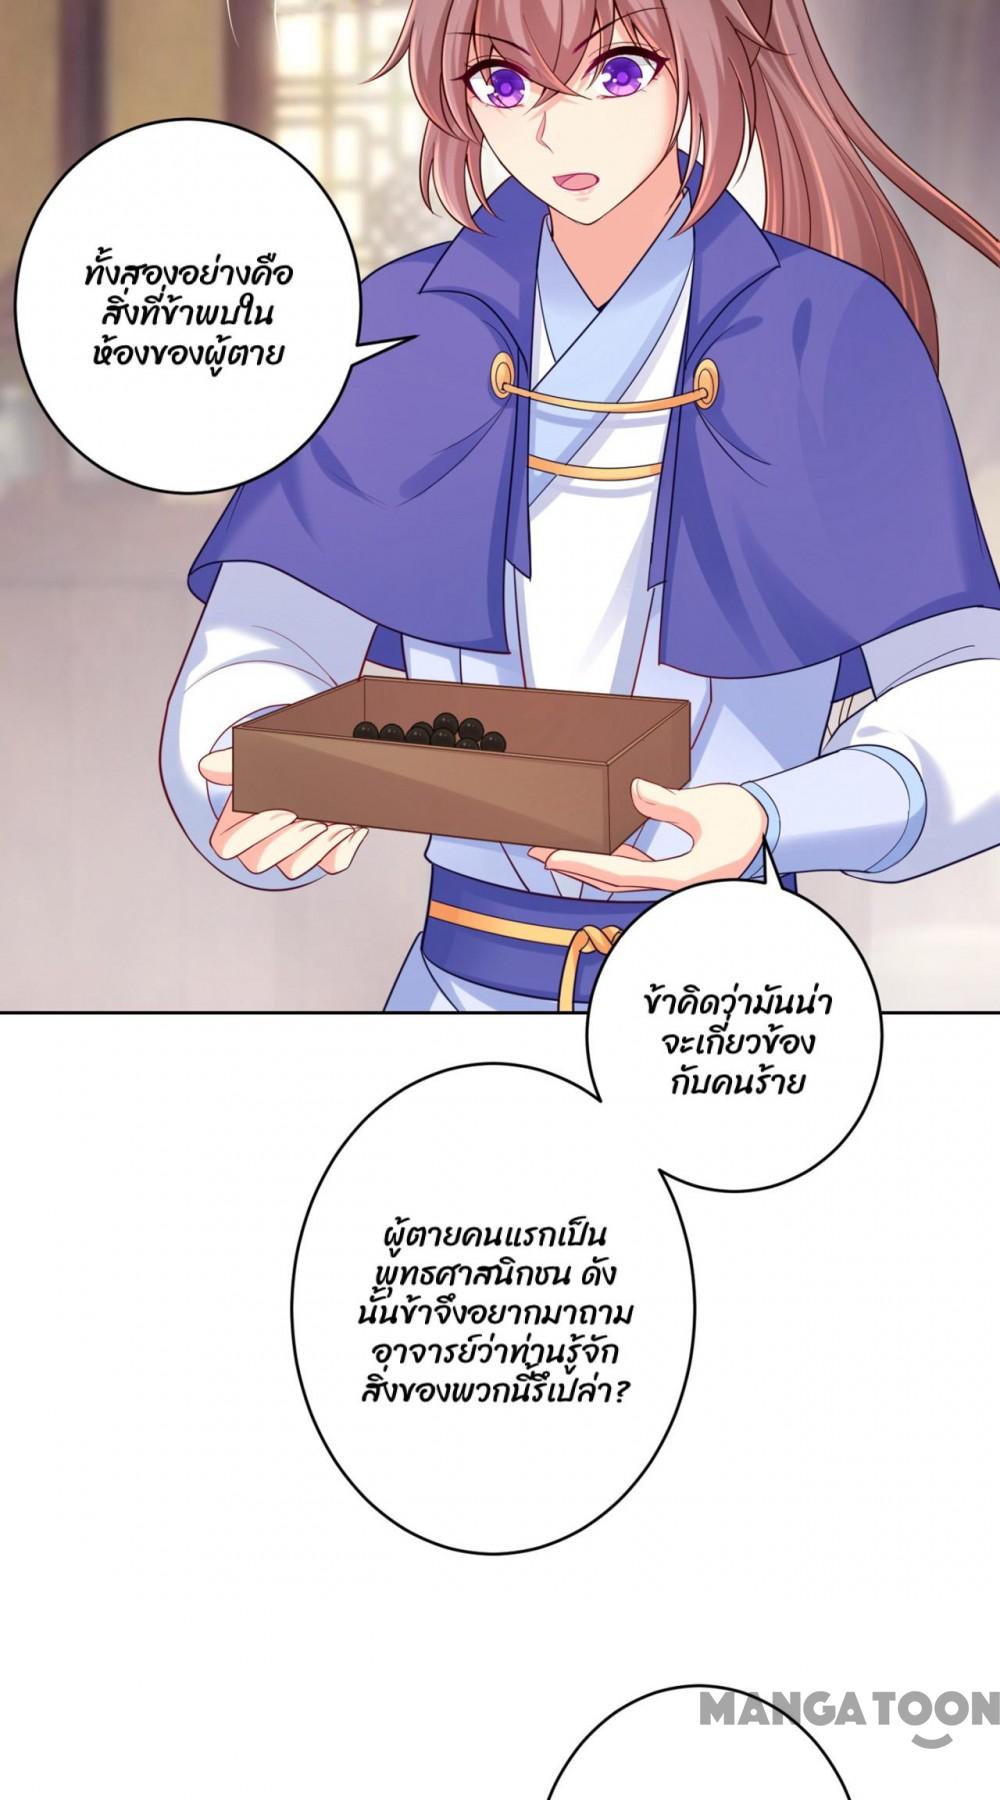 ทั้งสองอย่างคือ
สิ่งที่ข้าพบใน
ห้องของผู้ตาย
ข้าคิดว่ามันน่า
จะเกี่ยวข้อง
กับคนร้าย
ผู้ตายคนแรกเป็น
พุทธศาสนิกชน ดัง
นั้นข้าจึงอยากมาถาม
อาจารย์ว่าท่านรู้จัก
สิ่งของพวกนี้รึเปล่า?
MANGATOON